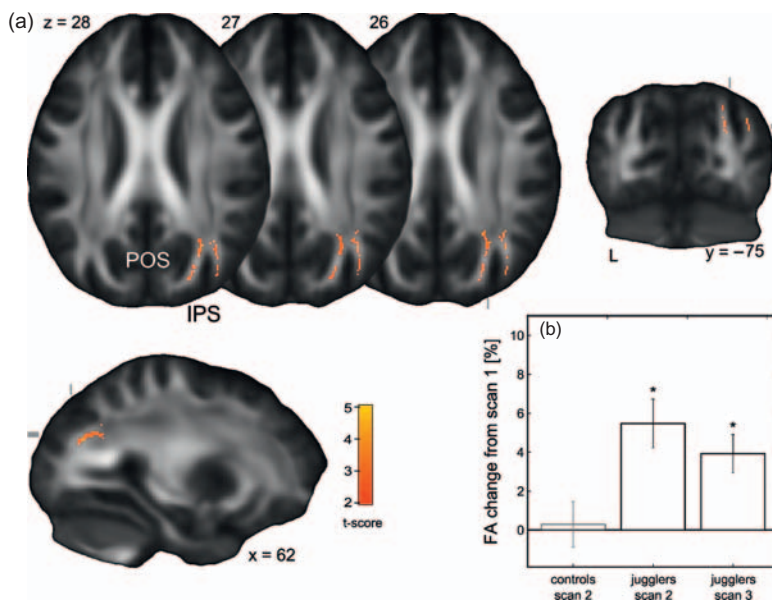 (a)
z = 28
27
26
POS
IPS
L
y = −75
x = 62
5
4
3
2
t-score
(b)
FA change from scan 1 [%]
10
8
6
4
2
0
*
*
controls scan 2
jugglers scan 2
jugglers scan 3